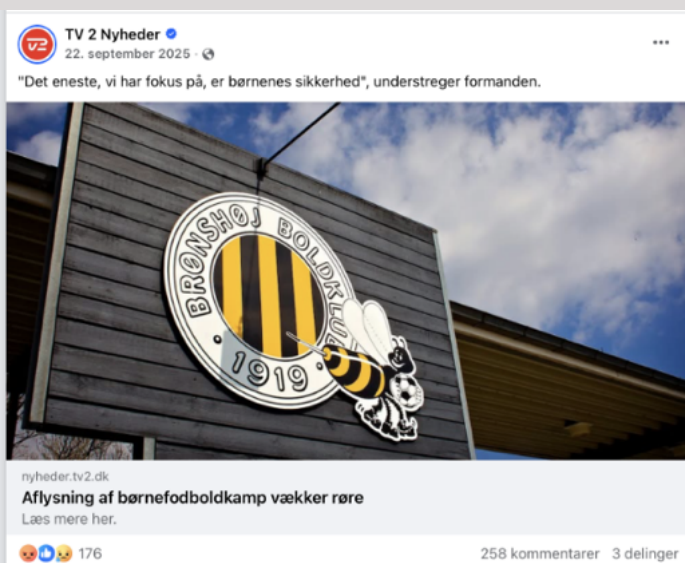 TV 2 Nyheder
22. september 2025
"Det eneste, vi har fokus på, er børnenes sikkerhed", understreger formanden.
BRØNSHØJ BOLDKLUB
1919
nyheder.tv2.dk
Aflysning af børnefodboldkamp vækker røre
Læs mere her.
176
258 kommentarer 3 delinger